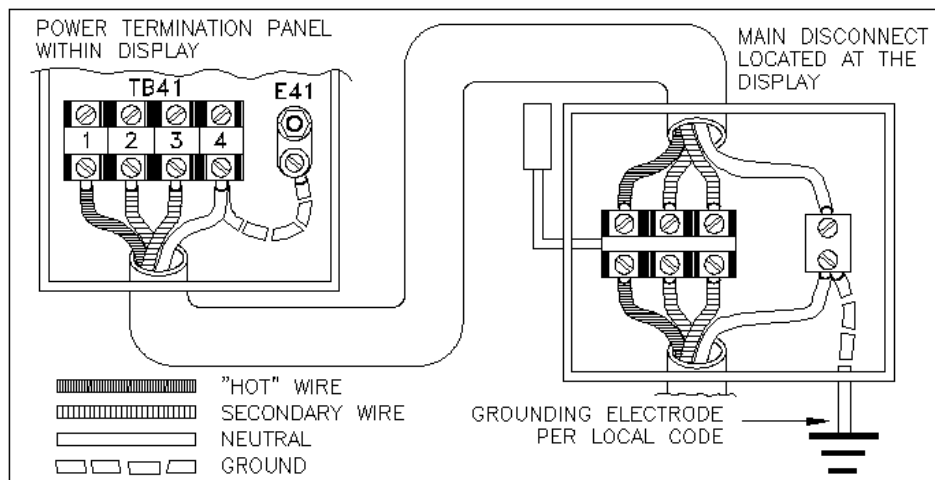 POWER TERMINATION PANEL
WITHIN DISPLAY
TB41
E41
1 2 3 4
MAIN DISCONNECT
LOCATED AT THE
DISPLAY
"HOT" WIRE
SECONDARY WIRE
NEUTRAL
GROUND
GROUNDING ELECTRODE
PER LOCAL CODE